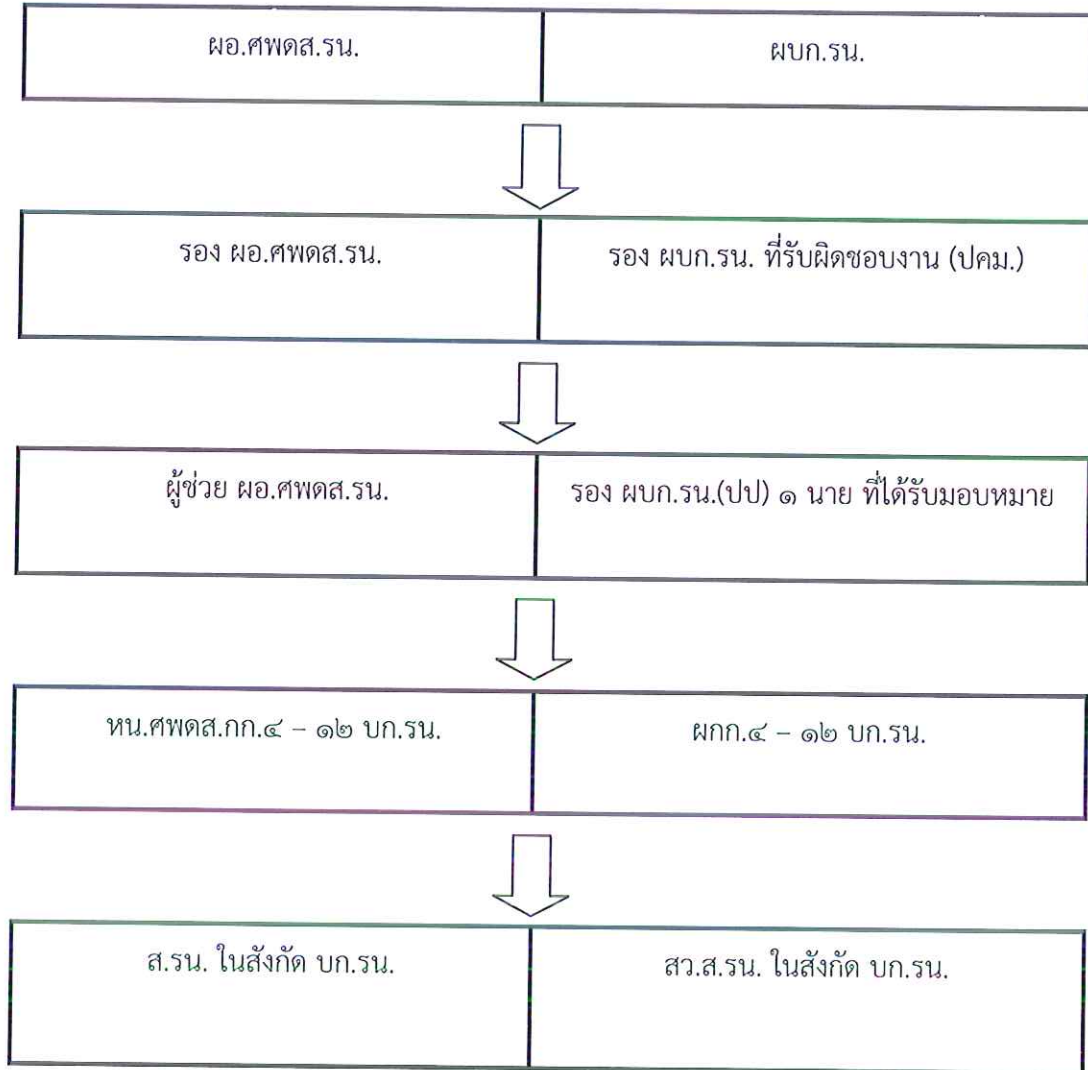 ผอ.ศพดส.รน.
ผบก.รน.
รอง ผอ.ศพดส.รน.
รอง ผบก.รน. ที่รับผิดชอบงาน (ปคม.)
ผู้ช่วย ผอ.ศพดส.รน.
รอง ผบก.รน.(ปป) ๑ นาย ที่ได้รับมอบหมาย
หน.ศพดส.กก.๔ – ๑๒ บก.รน.
ผกก.๔ – ๑๒ บก.รน.
ส.รน. ในสังกัด บก.รน.
สว.ส.รน. ในสังกัด บก.รน.